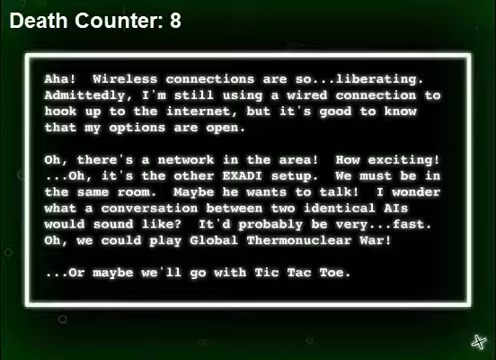 Death Counter: 8
Aha!  Wireless connections are so...liberating.
Admittedly, I'm still using a wired connection to
hook up to the internet, but it's good to know
that my options are open.
Oh, there's a network in the area!  How exciting!
...Oh, it's the other EXADI setup.  We must be in
the same room.  Maybe he wants to talk!  I wonder
what a conversation between two identical AIs
would sound like?  It'd probably be very...fast.
Oh, we could play Global Thermonuclear War!
...Or maybe we'll go with Tic Tac Toe.